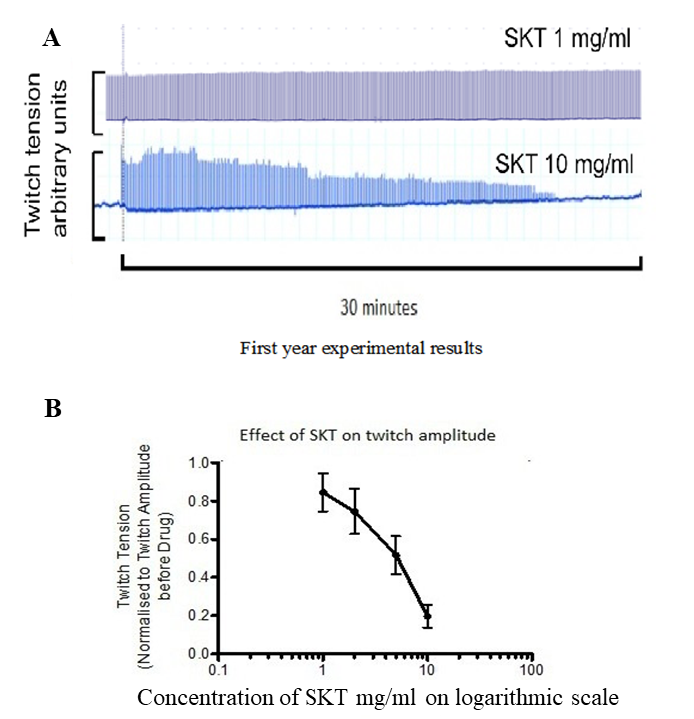 A
SKT 1 mg/ml
Twitch tension
arbitrary units
SKT 10 mg/ml
30 minutes
First year experimental results
B
Effect of SKT on twitch amplitude
Twitch Tension
(Normalised to Twitch Amplitude
before Drug)
1.0
0.8
0.6
0.4
0.2
0.0
0.1 1 10 100
Concentration of SKT mg/ml on logarithmic scale